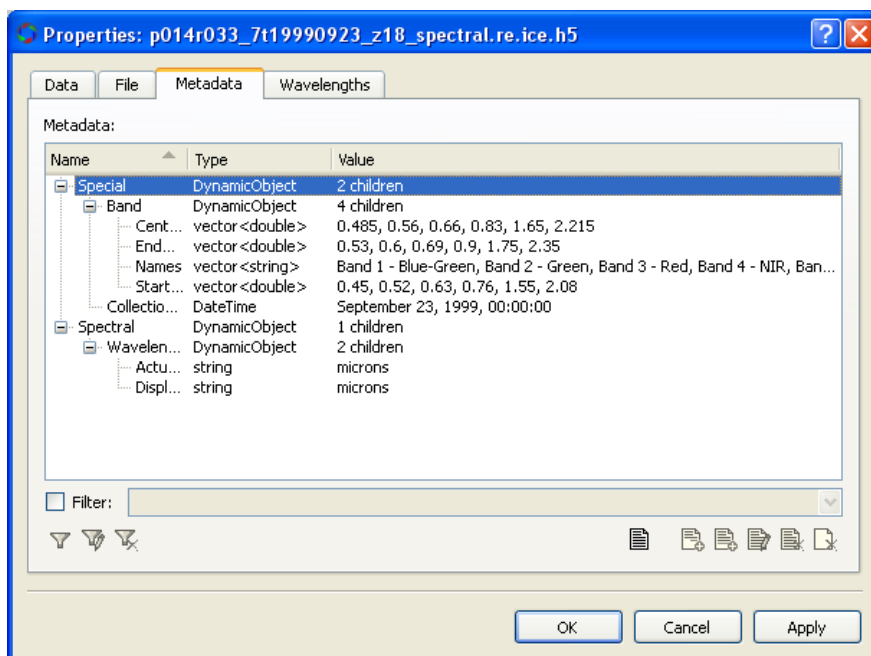 Properties: p014r033_7t19990923_z18_spectral.re.ice.h5
Data File Metadata Wavelengths
Metadata:
Name Type Value
Special DynamicObject 2 children
Band DynamicObject 4 children
Cent... vector<double> 0.485, 0.56, 0.66, 0.83, 1.65, 2.215
End... vector<double> 0.53, 0.6, 0.69, 0.9, 1.75, 2.35
Names vector<string> Band 1 - Blue-Green, Band 2 - Green, Band 3 - Red, Band 4 - NIR, Ban...
Start... vector<double> 0.45, 0.52, 0.63, 0.76, 1.55, 2.08
Collectio... DateTime September 23, 1999, 00:00:00
Spectral DynamicObject 1 children
Wavelen... DynamicObject 2 children
Actu... string microns
Displ... string microns
Filter:
OK Cancel Apply